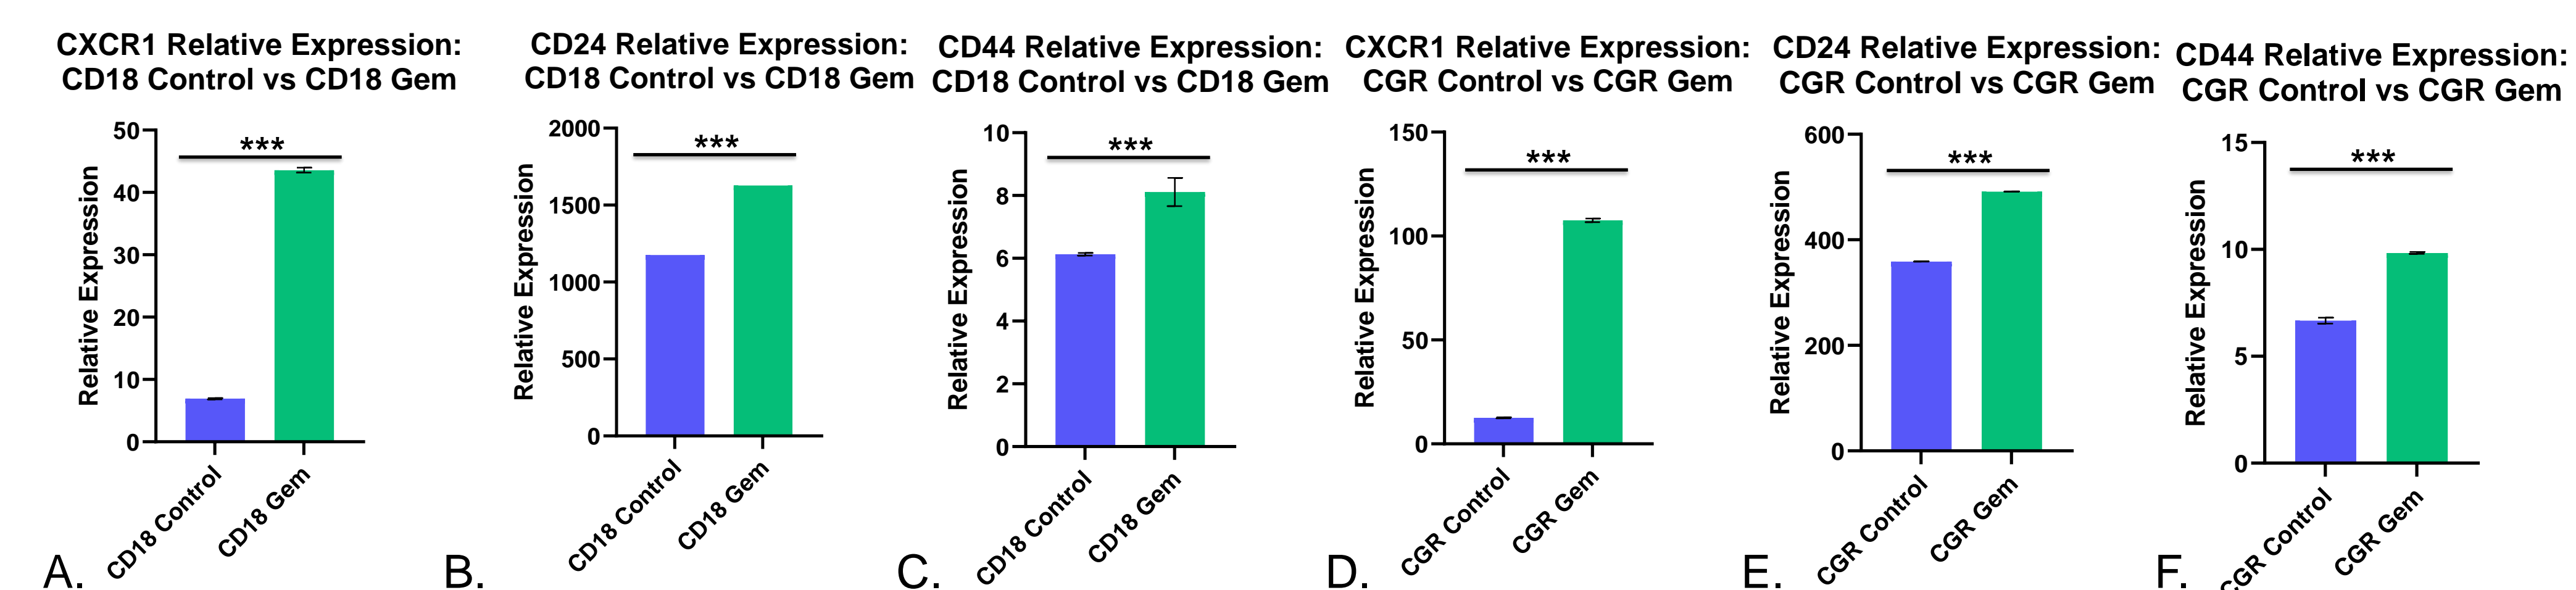 CXCR1 Relative Expression:
CD18 Control vs CD18 Gem
50
40
30
20
10
0
Relative Expression
***
CD18 Control
CD18 Gem
A.
CD24 Relative Expression:
CD18 Control vs CD18 Gem
2000
1500
1000
500
0
Relative Expression
***
CD18 Control
CD18 Gem
B.
CD44 Relative Expression:
CD18 Control vs CD18 Gem
10
8
6
4
2
0
Relative Expression
***
CD18 Control
CD18 Gem
C.
CXCR1 Relative Expression:
CGR Control vs CGR Gem
150
100
50
0
Relative Expression
***
CGR Control
CGR Gem
D.
CD24 Relative Expression:
CGR Control vs CGR Gem
600
400
200
0
Relative Expression
***
CGR Control
CGR Gem
E.
CD44 Relative Expression:
CGR Control vs CGR Gem
15
10
5
0
Relative Expression
***
CGR Control
CGR Gem
F.